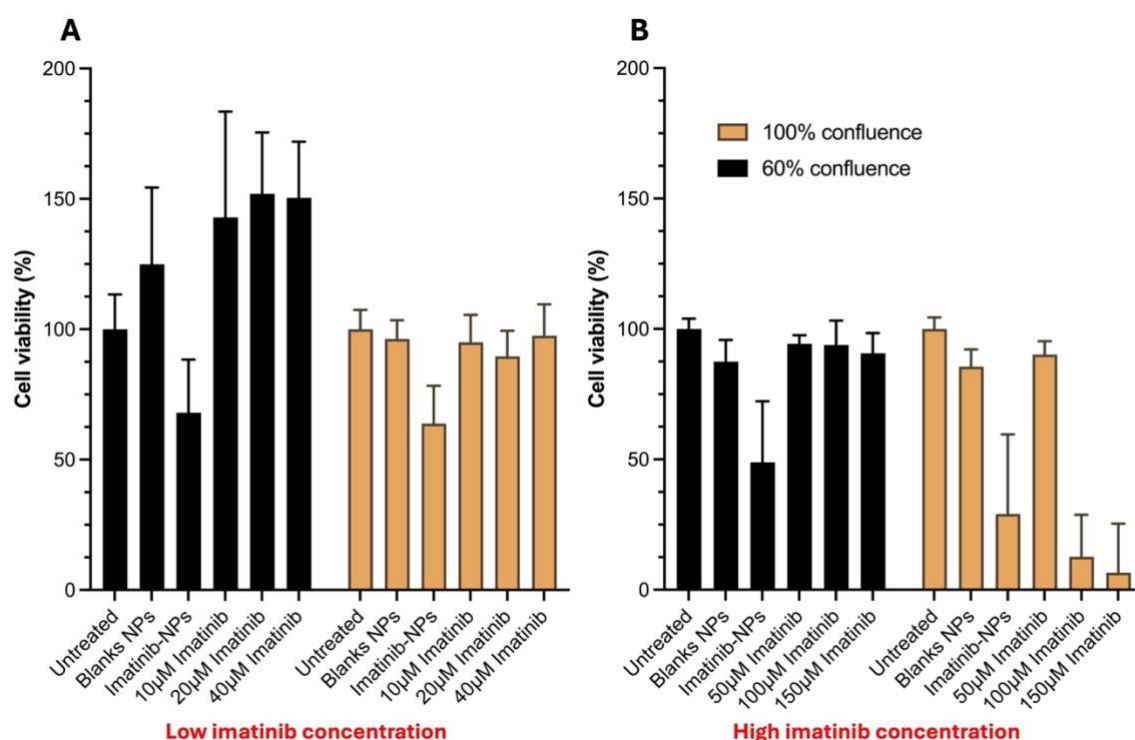 A
200
150
100
50
0
Cell viability (%)
Untreated
Blanks NPs
Imatinib-NPs
10µM Imatinib
20µM Imatinib
40µM Imatinib
Untreated
Blanks NPs
Imatinib-NPs
10µM Imatinib
20µM Imatinib
40µM Imatinib
Low imatinib concentration
B
200
150
100
50
0
Cell viability (%)
100% confluence
60% confluence
Untreated
Blanks NPs
Imatinib-NPs
50µM Imatinib
100µM Imatinib
150µM Imatinib
Untreated
Blanks NPs
Imatinib-NPs
50µM Imatinib
100µM Imatinib
150µM Imatinib
High imatinib concentration